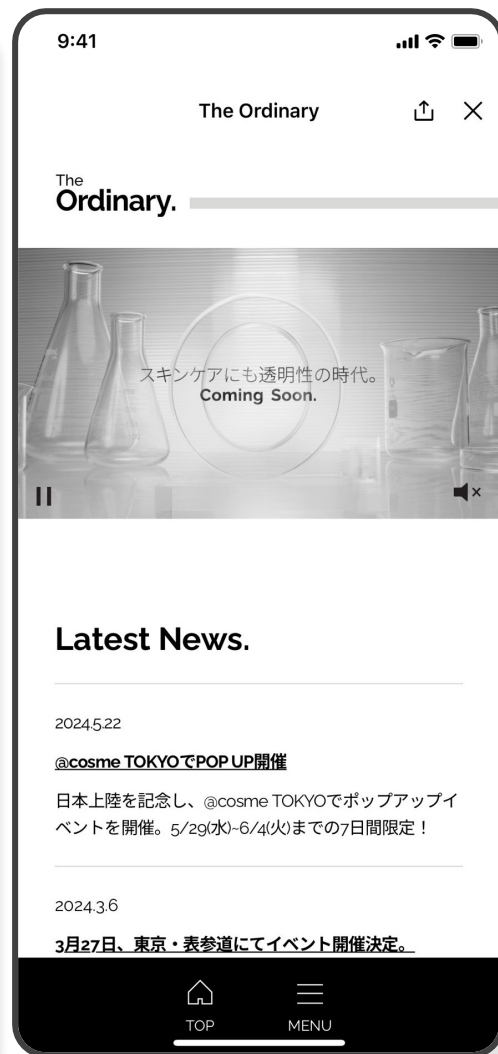 9:41
The Ordinary
The
Ordinary.
スキンケアにも透明性の時代。
Coming Soon.
Latest News.
2024.5.22
@cosme TOKYOでPOP UP開催
日本上陸を記念し、@cosme TOKYOでポップアップイ
ベントを開催。5/29(水)~6/4(火)までの7日間限定！
2024.3.6
3月27日、東京・表参道にてイベント開催決定。
TOP
MENU